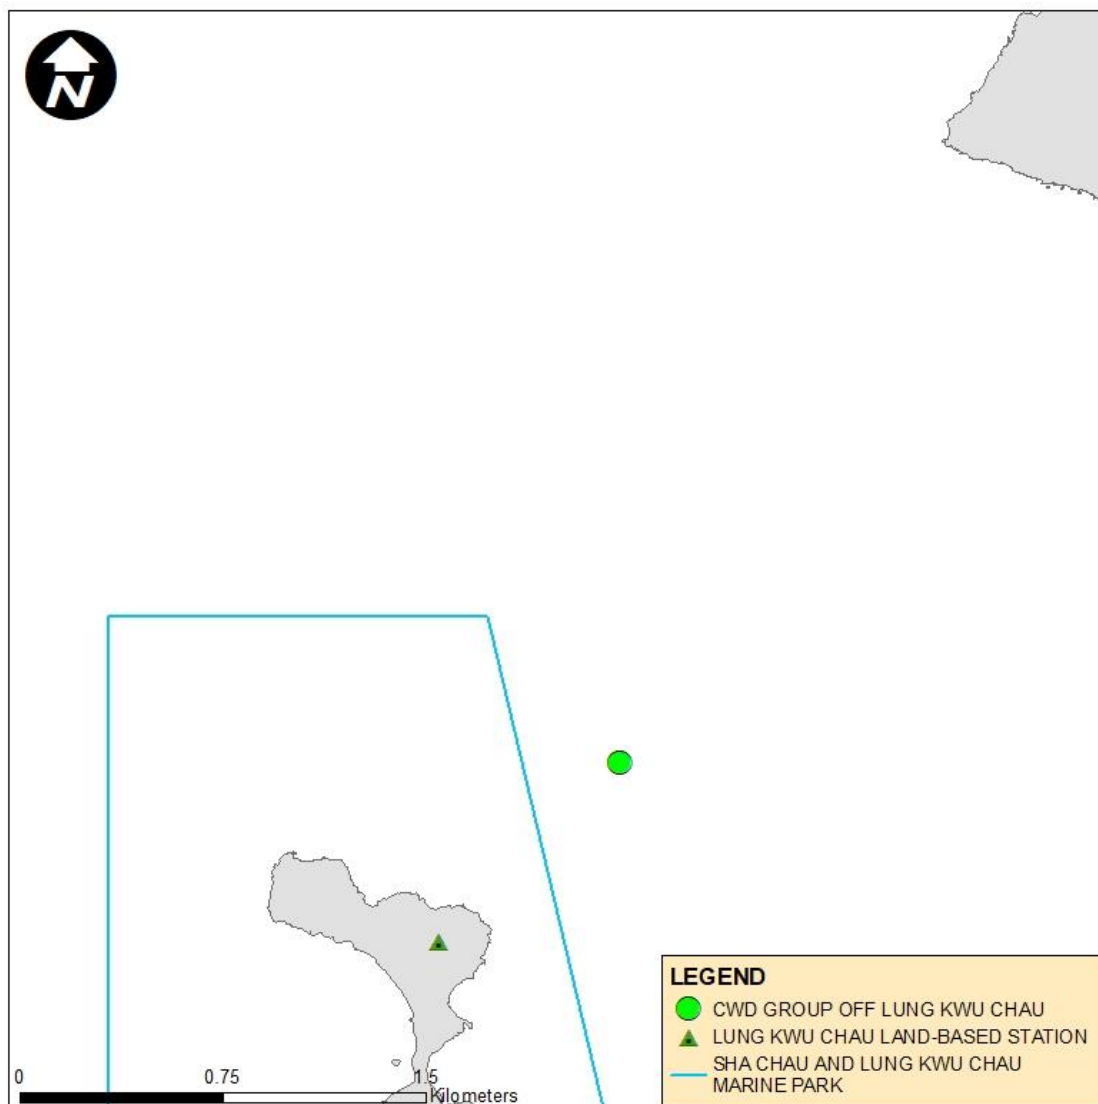 N
LEGEND
CWD GROUP OFF LUNG KWU CHAU
LUNG KWU CHAU LAND-BASED STATION
SHA CHAU AND LUNG KWU CHAU
MARINE PARK
0 0.75 1.5
Kilometers